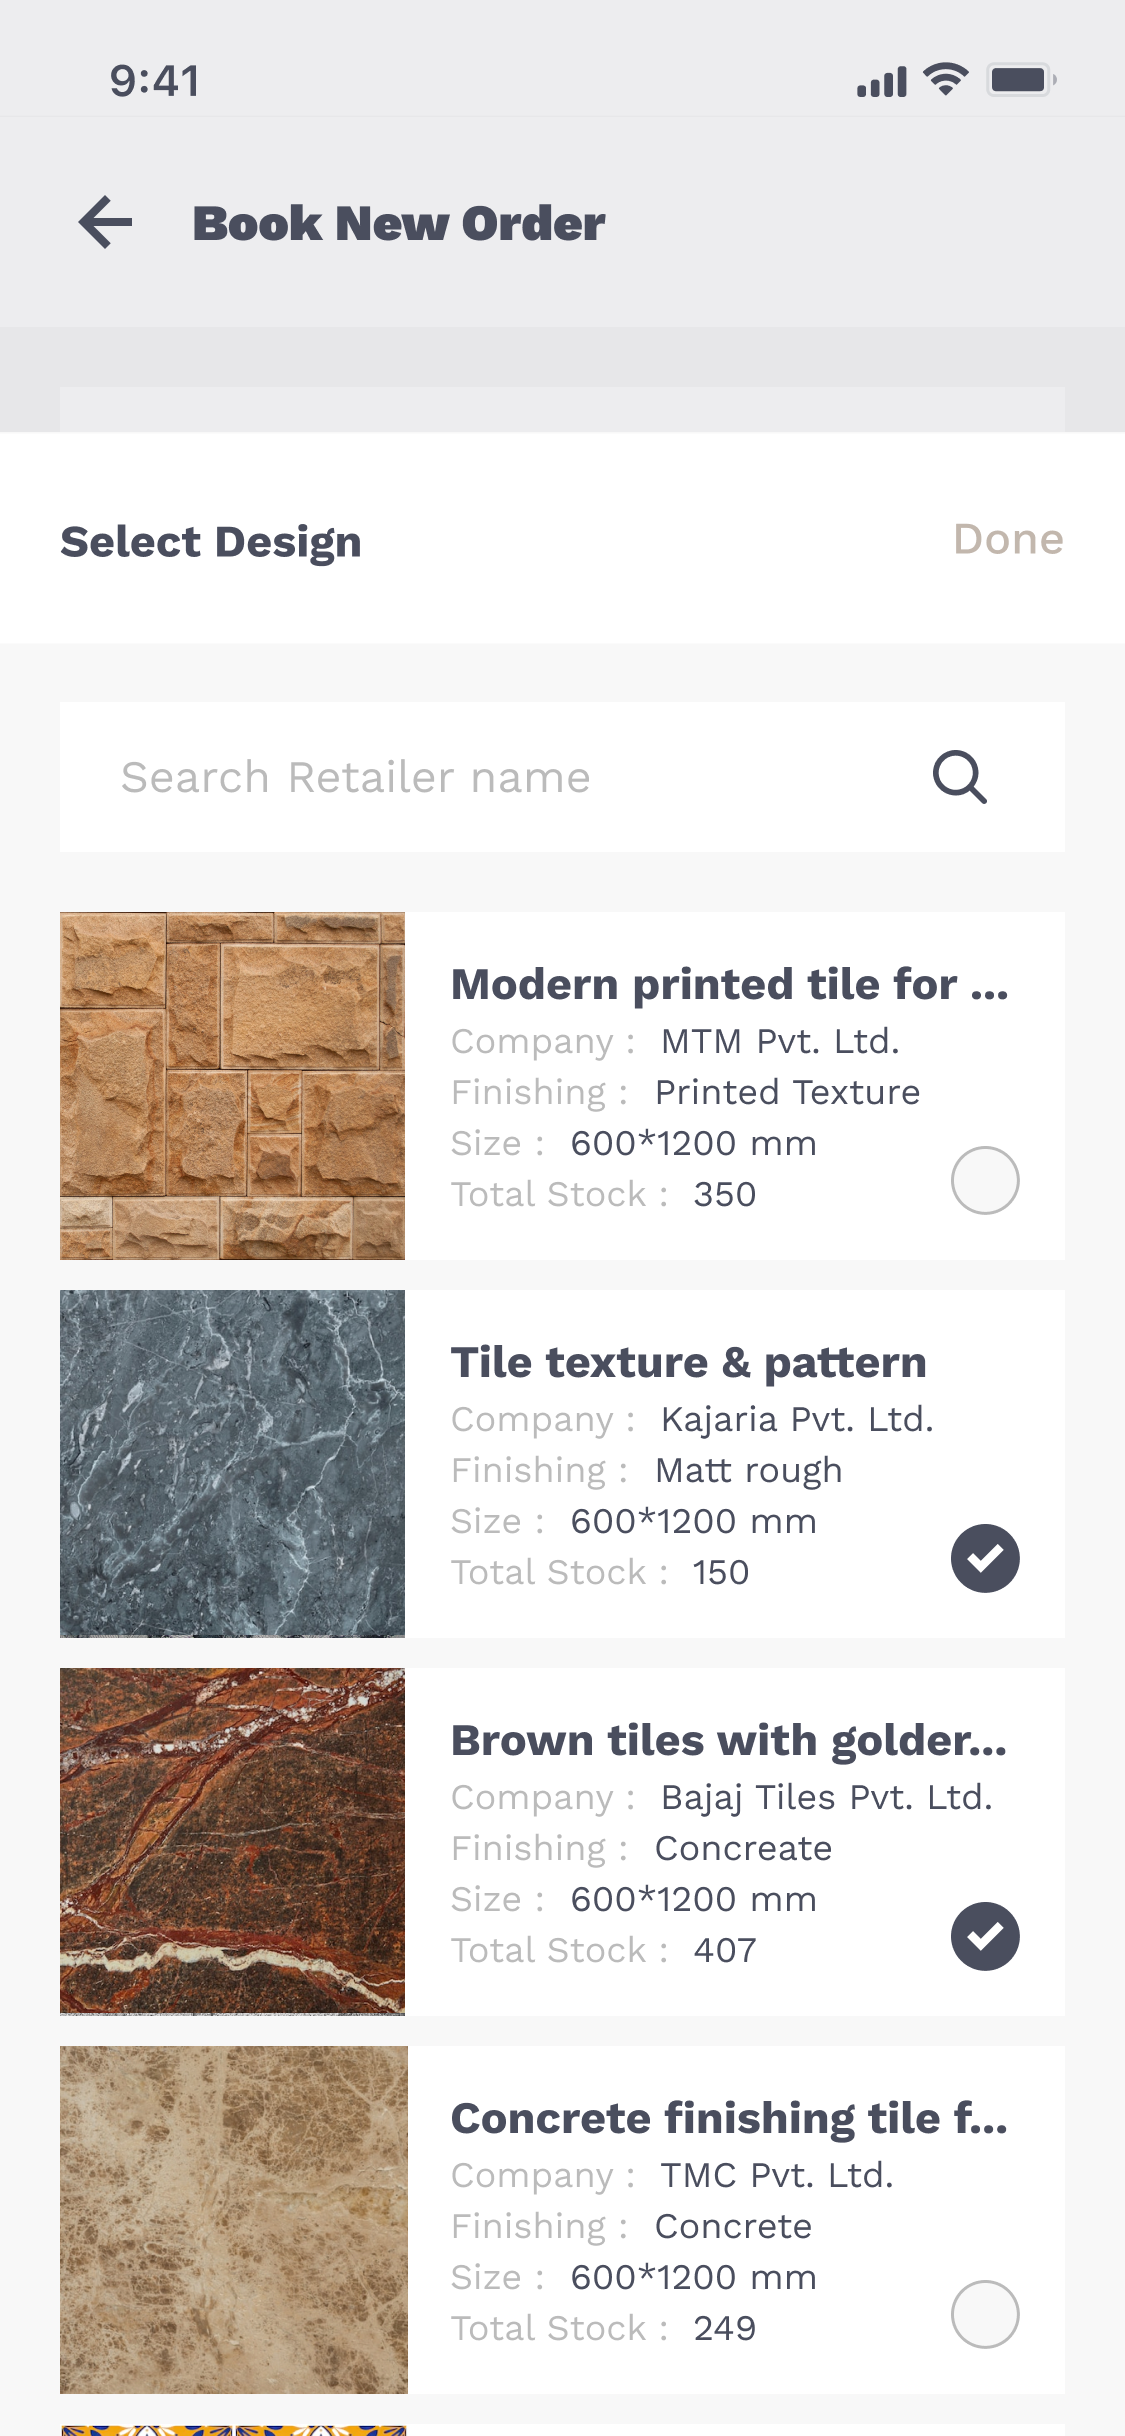 9:41
Book New Order
Select Design
Done
Search Retailer name
Modern printed tile for ...
Company : MTM Pvt. Ltd.
Finishing : Printed Texture
Size : 600*1200 mm
Total Stock : 350
Tile texture & pattern
Company : Kajaria Pvt. Ltd.
Finishing : Matt rough
Size : 600*1200 mm
Total Stock : 150
Brown tiles with golder...
Company : Bajaj Tiles Pvt. Ltd.
Finishing : Concreate
Size : 600*1200 mm
Total Stock : 407
Concrete finishing tile f...
Company : TMC Pvt. Ltd.
Finishing : Concrete
Size : 600*1200 mm
Total Stock : 249